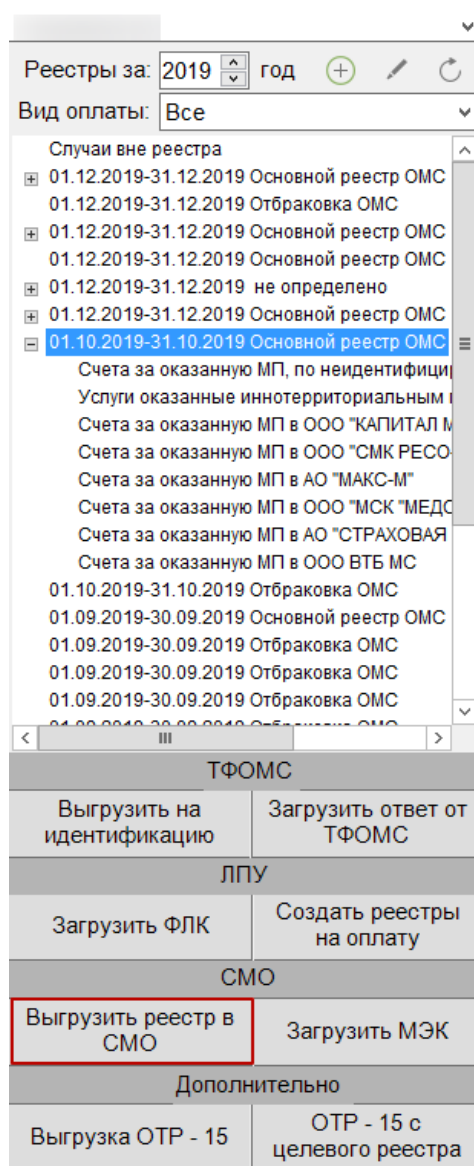 Реестры за: 2019 год
Вид оплаты: Все
Случаи вне реестра
01.12.2019-31.12.2019 Основной реестр ОМС
01.12.2019-31.12.2019 Отбраковка ОМС
01.12.2019-31.12.2019 Основной реестр ОМС
01.12.2019-31.12.2019 Основной реестр ОМС
01.12.2019-31.12.2019 не определено
01.12.2019-31.12.2019 Основной реестр ОМС
01.10.2019-31.10.2019 Основной реестр ОМС
Счета за оказанную МП, по
Услуги оказанные иннотерриториальным
Счета за оказанную МП в ООО "КАПИТАЛ
Счета за оказанную МП в ООО "СМК РЕСО-
Счета за оказанную МП в АО "МАКС-М"
Счета за оказанную МП в ООО "МСК "МЕДС
Счета за оказанную МП в АО "СТРАХОВАЯ
Счета за оказанную МП в ООО ВТБ МС
01.10.2019-31.10.2019 Отбраковка ОМС
01.09.2019-30.09.2019 Основной реестр ОМС
01.09.2019-30.09.2019 Отбраковка ОМС
01.09.2019-30.09.2019 Отбраковка ОМС
01.09.2019-30.09.2019 Отбраковка ОМС
ТФОМС
Выгрузить на
идентификацию
Загрузить ответ от
ТФОМС
ЛПУ
Загрузить ФЛК
Создать реестры
на оплату
СМО
Выгрузить реестр в
СМО
Загрузить МЭК
Дополнительно
Выгрузка ОТР - 15
ОТР - 15 с
целевого реестра